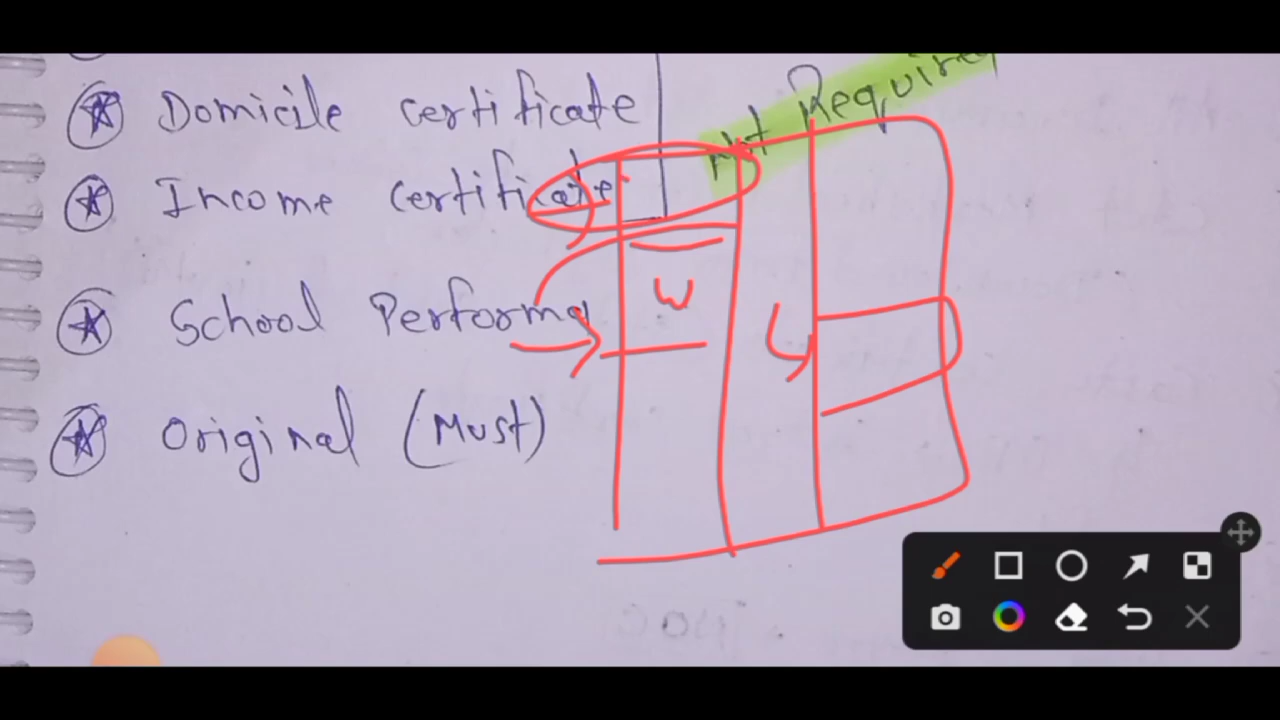 Domicile certificate
Not Required
Income certificate
School Performa
Original (Must)
W